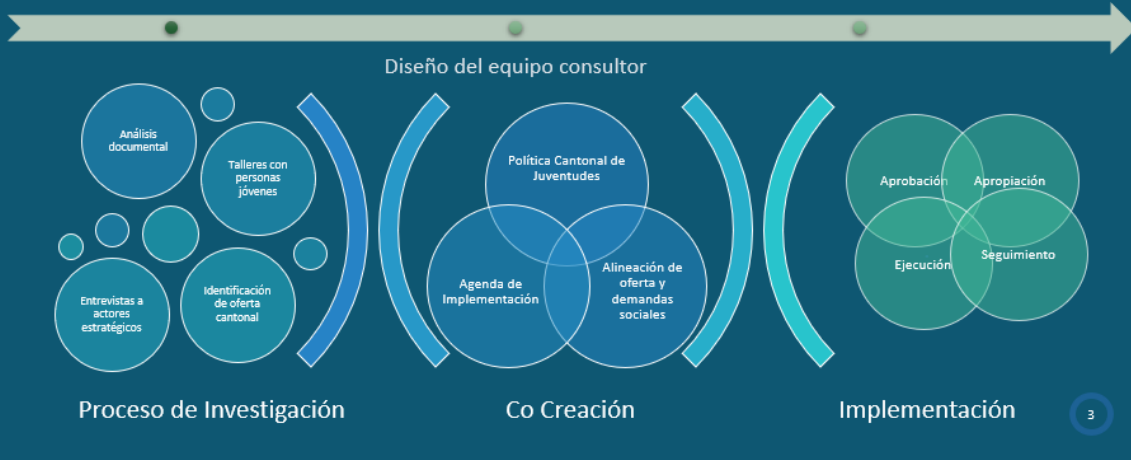 Diseño del equipo consultor
Análisis
documental
Talleres con
personas
jóvenes
Entrevistas a
actores
estratégicos
Identificación
de oferta
cantonal
Política Cantonal de
Juventudes
Agenda de
Implementación
Alineación de
oferta y
demandas
sociales
Aprobación
Apropiación
Ejecución
Seguimiento
Proceso de Investigación
Co Creación
Implementación
3